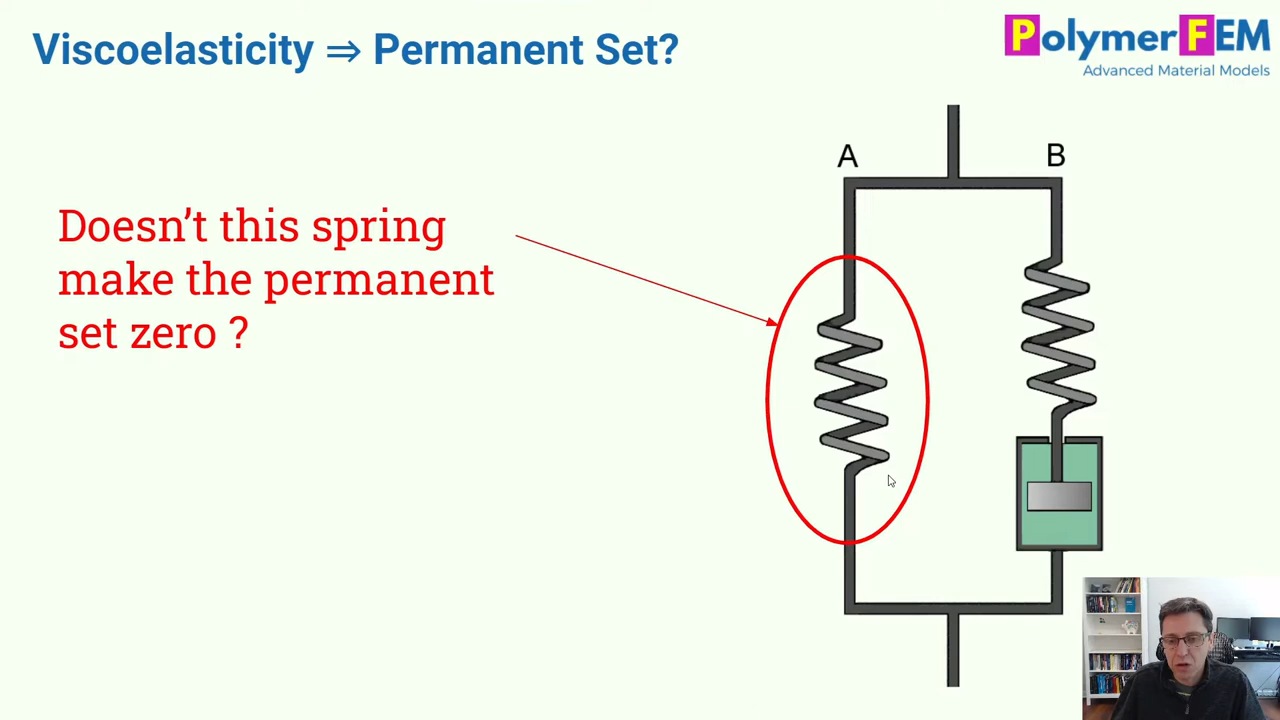 Viscoelasticity ⇒ Permanent Set?
PolymerFEM
Advanced Material Models
A
B
Doesn’t this spring
make the permanent
set zero ?